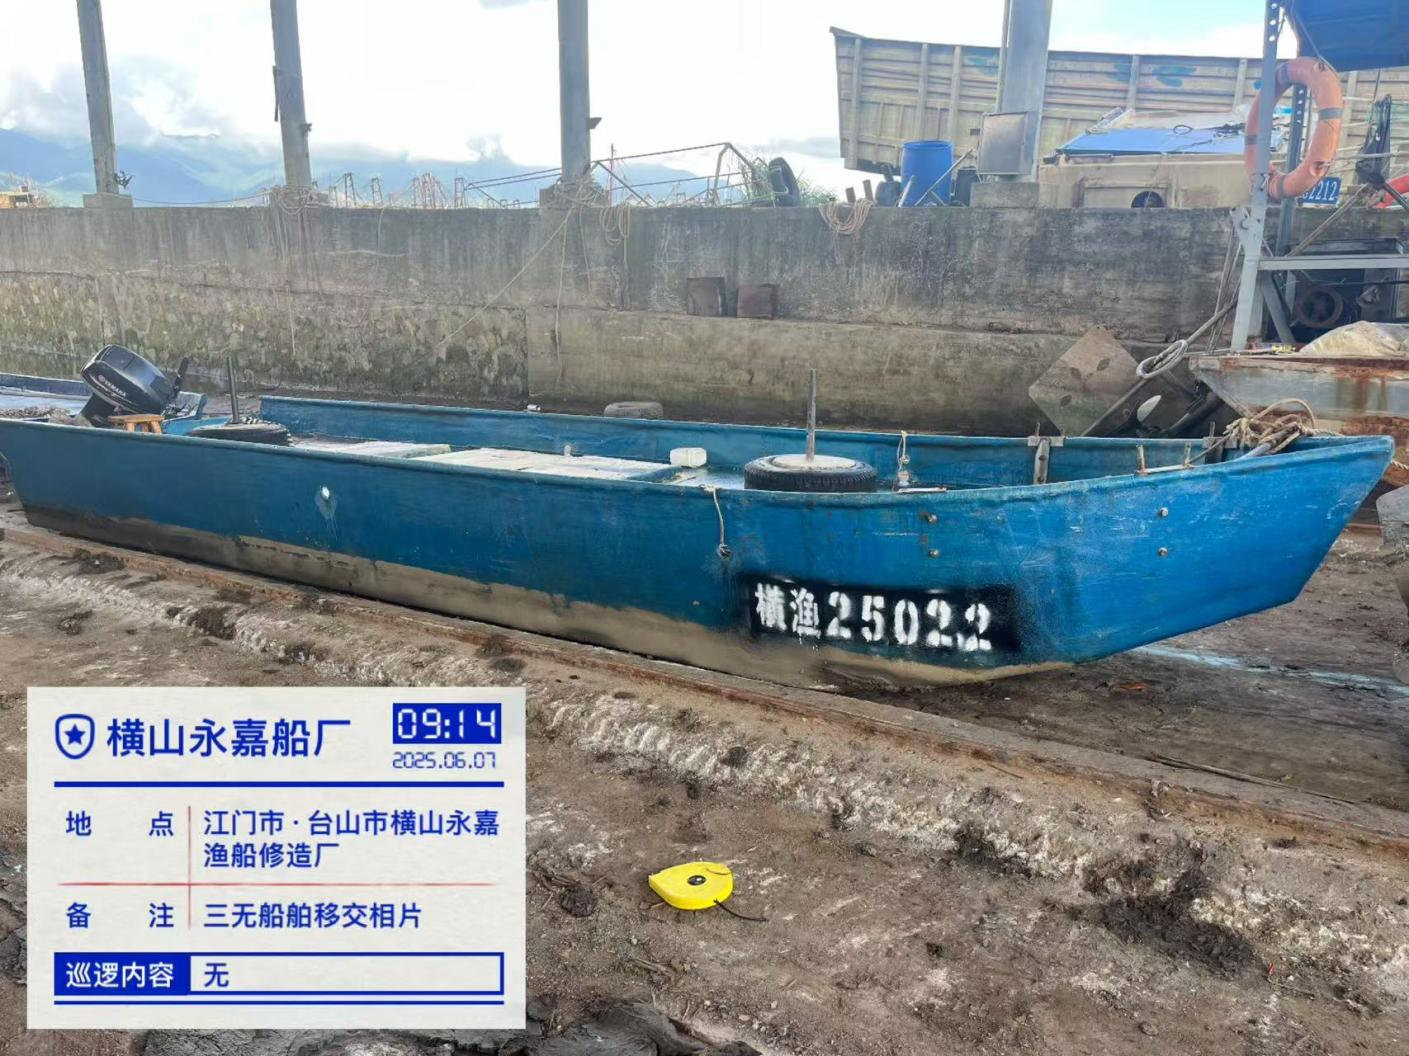 2212
YAMAHA
横渔25022
横山永嘉船厂
09:14
2025.06.07
地 点
江门市·台山市横山永嘉
渔船修造厂
备 注
三无船舶移交相片
巡逻内容
无